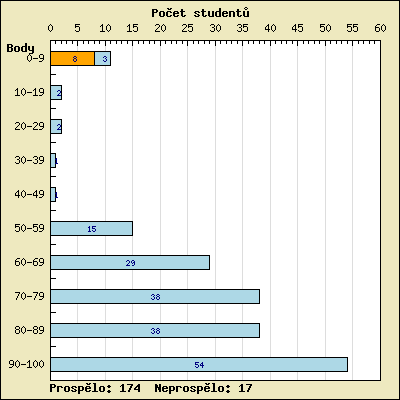 Počet studentů
0 5 10 15 20 25 30 35 40 45 50 55 60
Body
0-9 8 3
10-19 2
20-29 2
30-39 1
40-49 1
50-59 15
60-69 29
70-79 38
80-89 38
90-100 54
Prospělo: 174 Neprospělo: 17